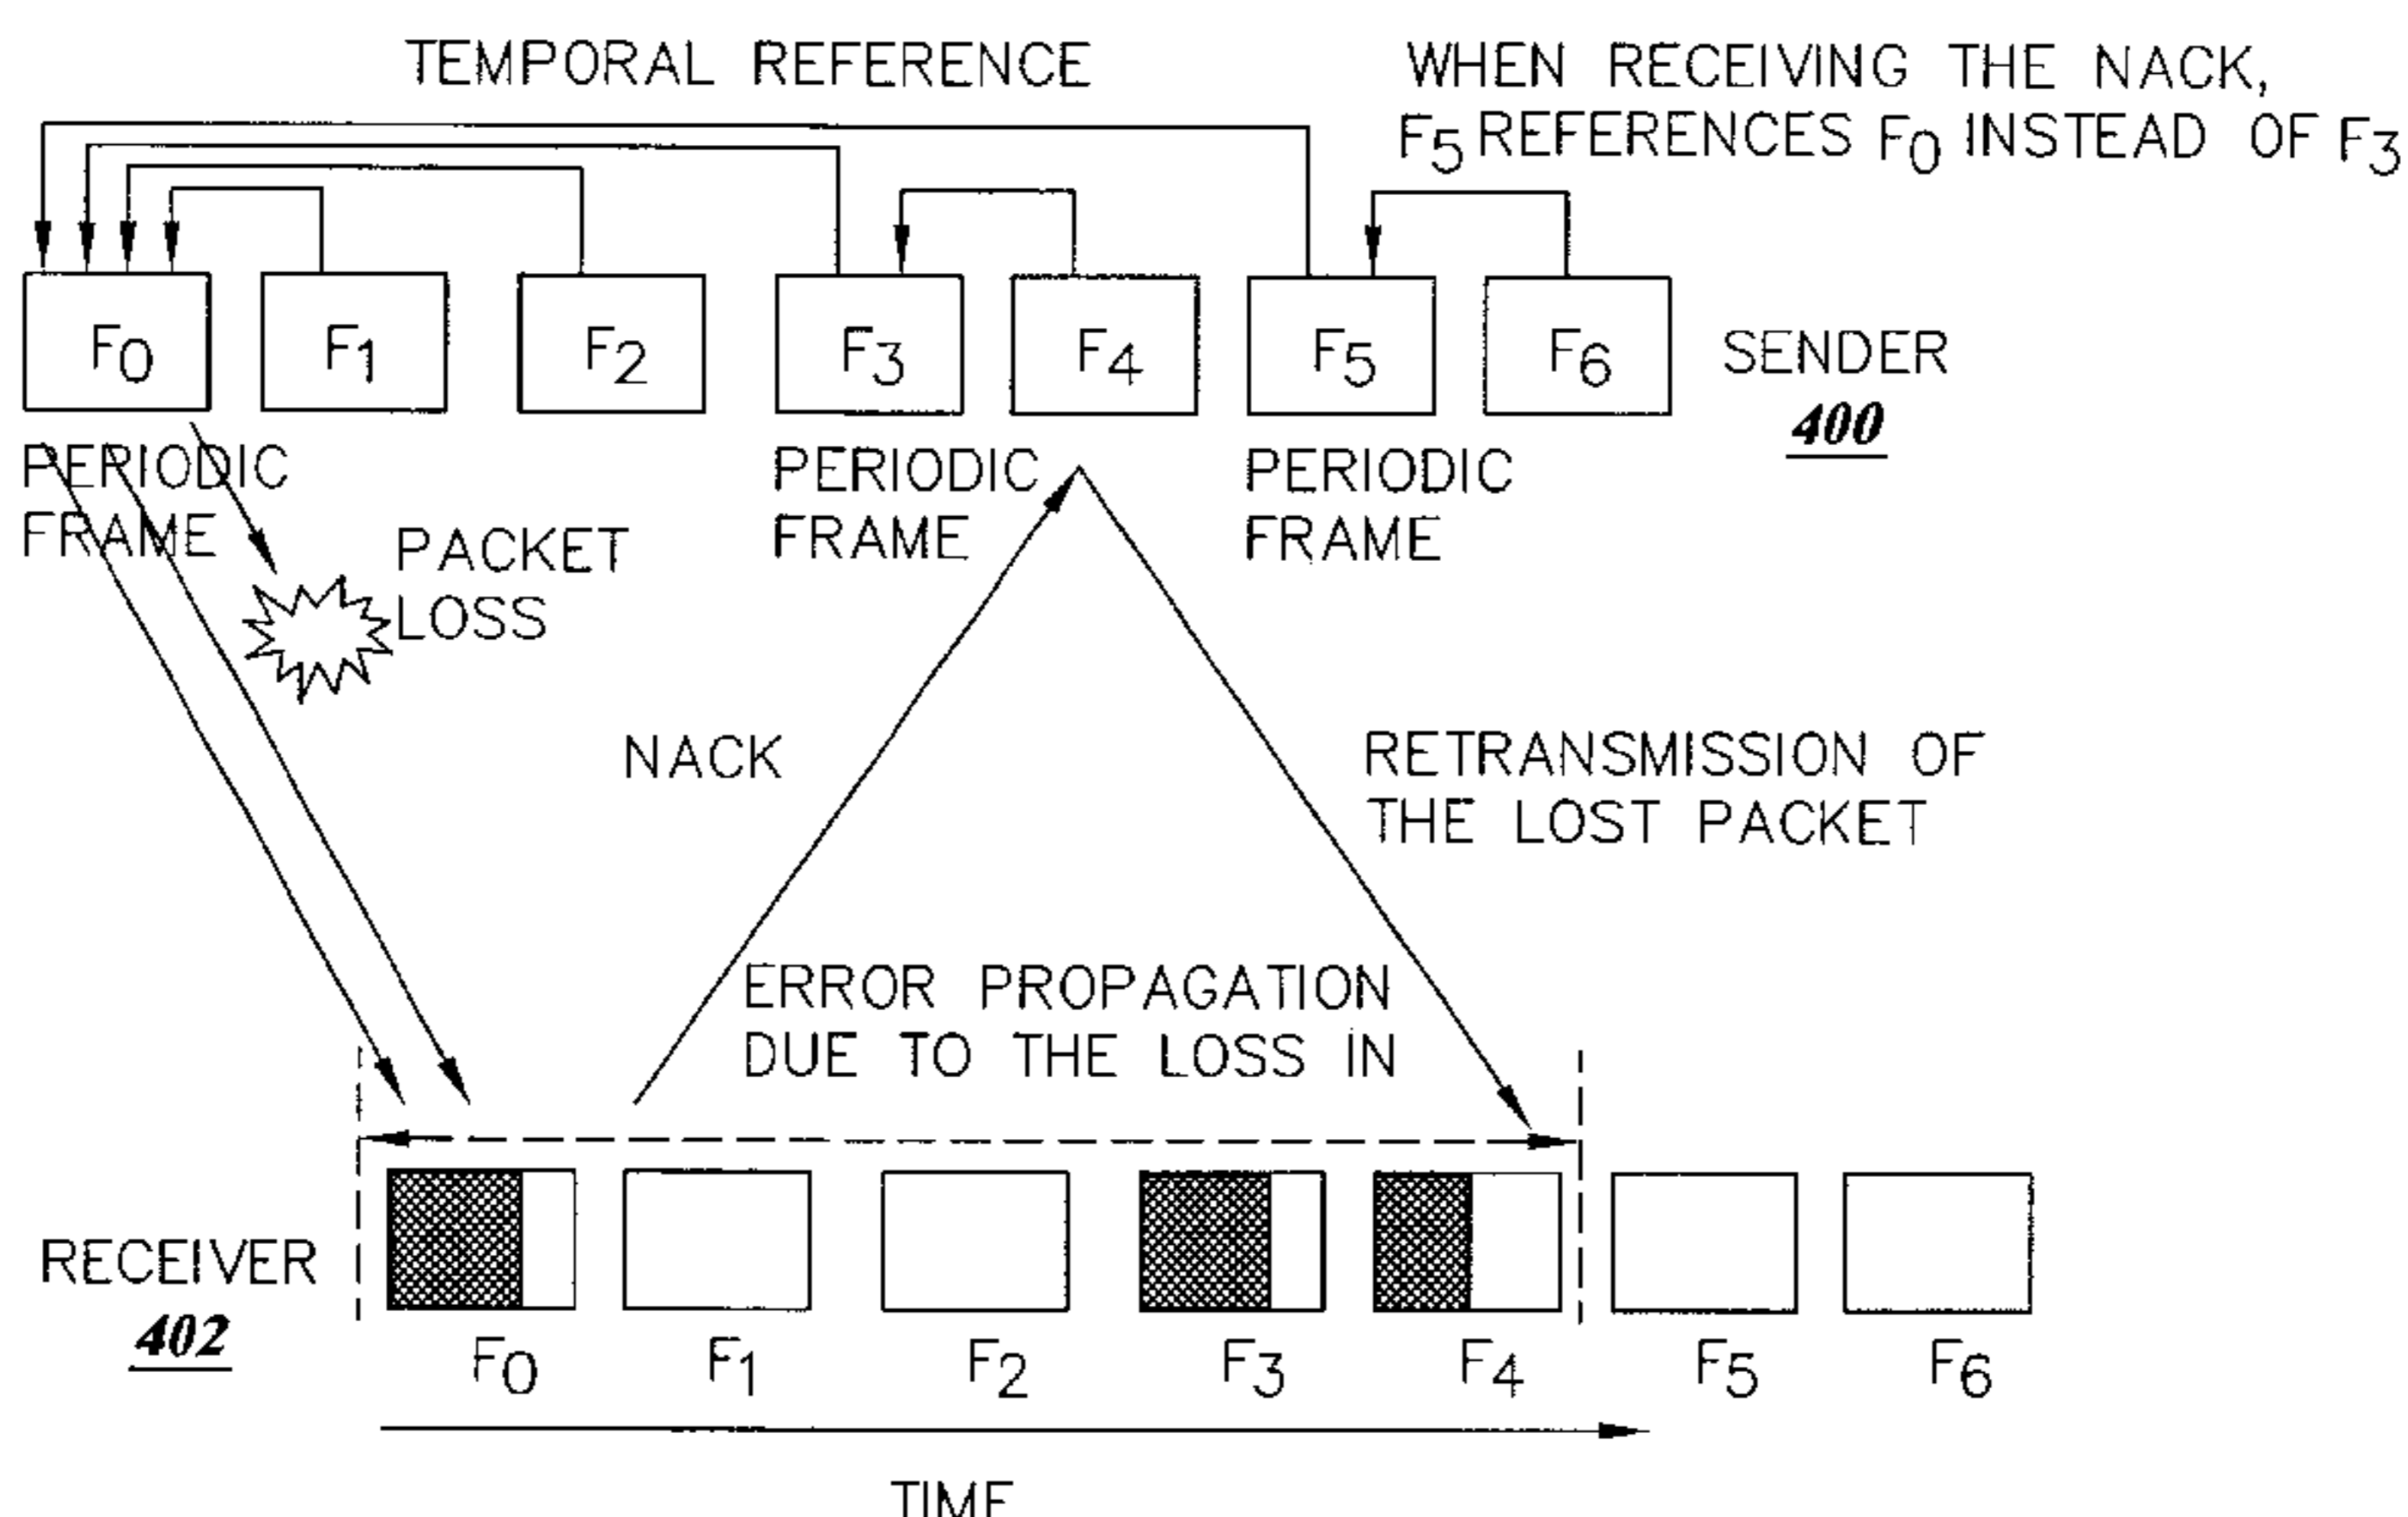 TEMPORAL REFERENCE
WHEN RECEIVING THE NACK,
F5 REFERENCES F0 INSTEAD OF F3
F0 F1 F2 F3 F4 F5 F6 SENDER
400
PERIODIC
FRAME
PERIODIC
FRAME
PERIODIC
FRAME
PACKET
LOSS
NACK
RETRANSMISSION OF
THE LOST PACKET
ERROR PROPAGATION
DUE TO THE LOSS IN
RECEIVER
402
F0 F1 F2 F3 F4 F5 F6
TIME